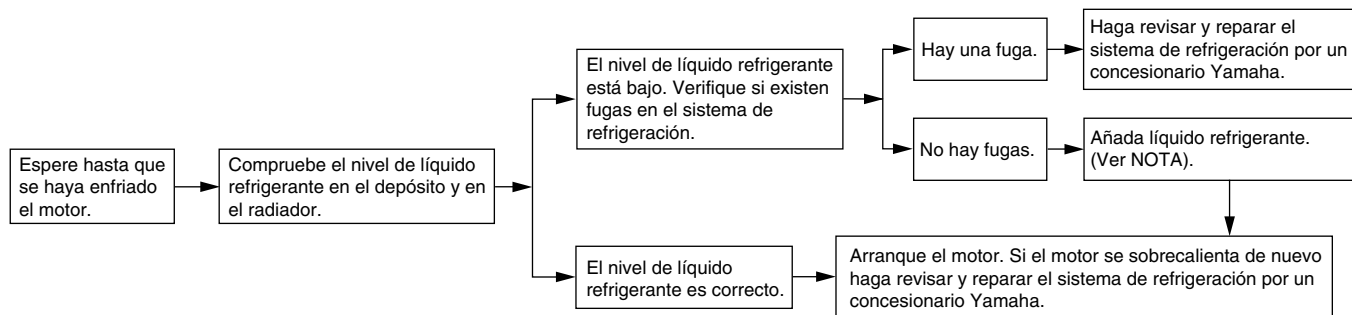 Espere hasta que
se haya enfriado
el motor.
Compruebe el nivel de líquido
refrigerante en el depósito y en
el radiador.
El nivel de líquido refrigerante
está bajo. Verifique si existen
fugas en el sistema de
refrigeración.
Hay una fuga.
Haga revisar y reparar el
sistema de refrigeración por un
concesionario Yamaha.
No hay fugas.
Añada líquido refrigerante.
(Ver NOTA).
El nivel de líquido
refrigerante es correcto.
Arranque el motor. Si el motor se sobrecalienta de nuevo
haga revisar y reparar el sistema de refrigeración por un
concesionario Yamaha.